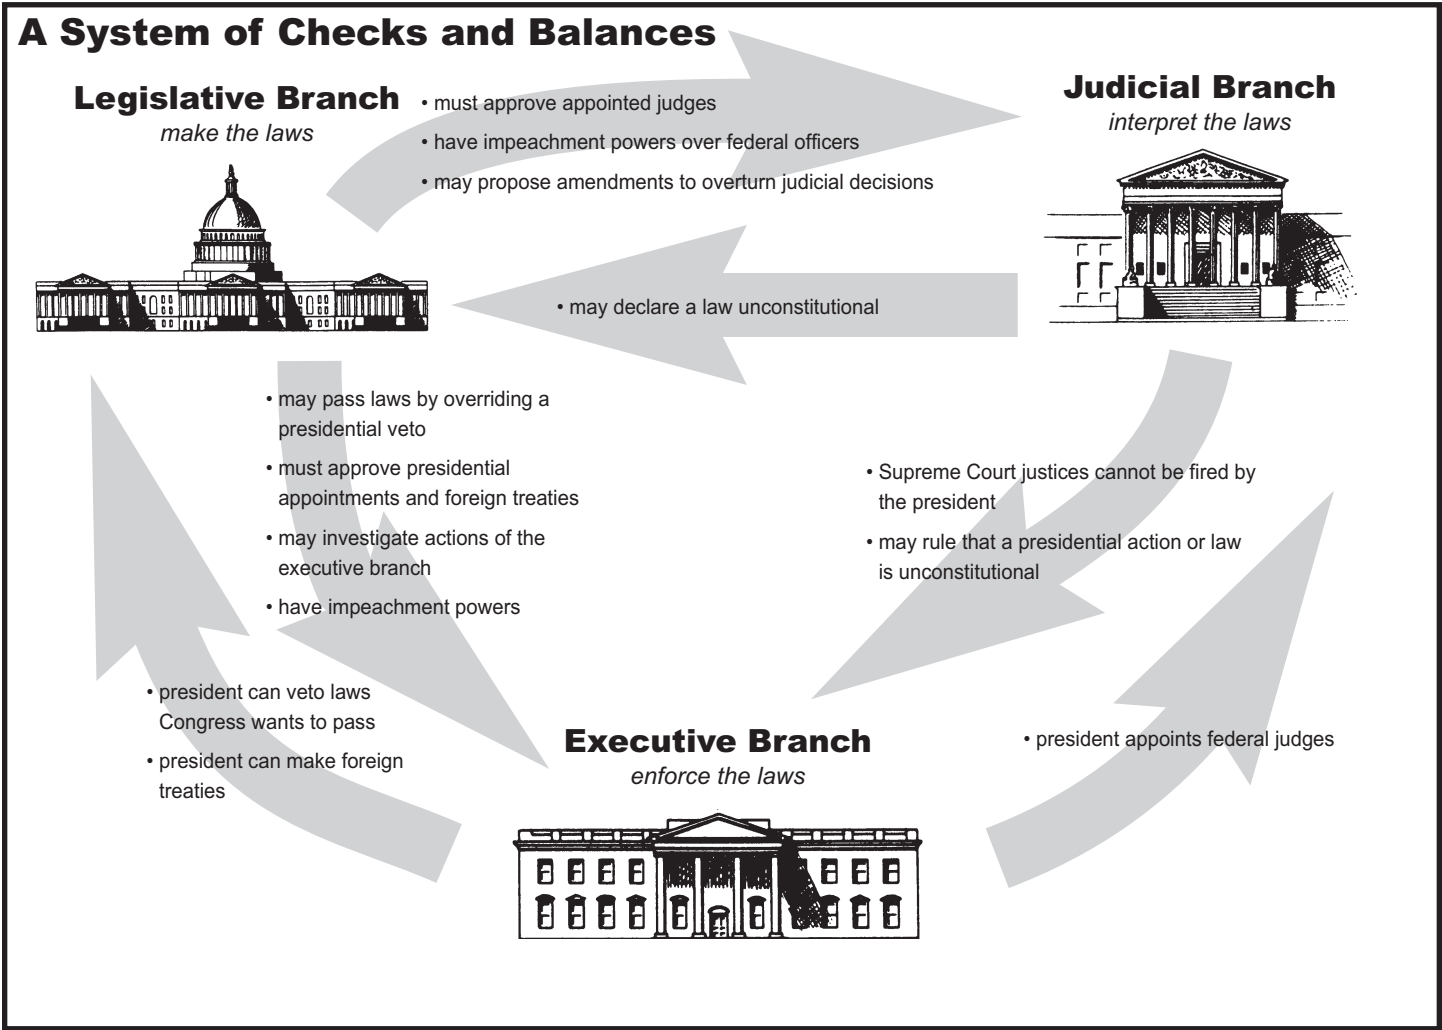 A System of Checks and Balances
Legislative Branch
make the laws
• must approve appointed judges
• have impeachment powers over federal officers
• may propose amendments to overturn judicial decisions
Judicial Branch
interpret the laws
• may declare a law unconstitutional
• may pass laws by overriding a
presidential veto
• must approve presidential
appointments and foreign treaties
• may investigate actions of the
executive branch
• have impeachment powers
• Supreme Court justices cannot be fired by
the president
• may rule that a presidential action or law
is unconstitutional
• president can veto laws
Congress wants to pass
• president can make foreign
treaties
Executive Branch
enforce the laws
• president appoints federal judges